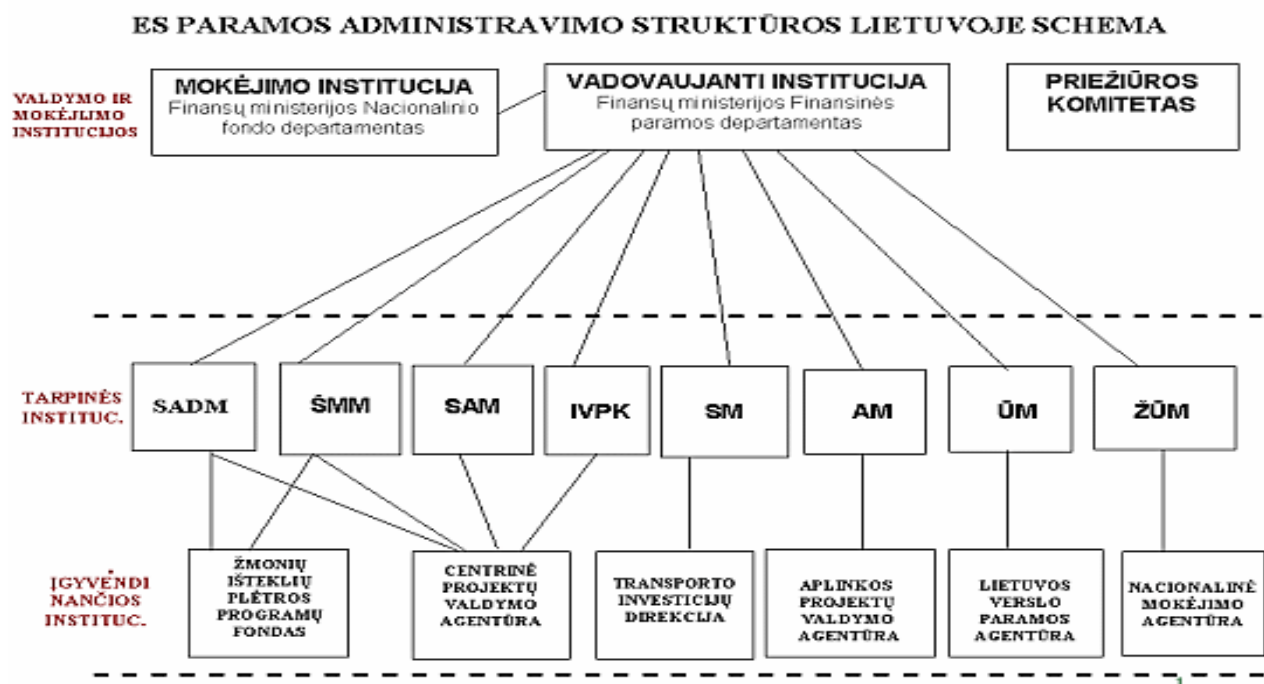 ES PARAMOS ADMINISTRAVIMO STRUKTŪROS LIETUVOJE SCHEMA
VALDYMO IR
MOKĖJLIMO
INSTITUCIJOS
MOKĖJIMO INSTITUCIJA
Finansų ministerijos Nacionalinio
fondo departamentas
VADOVAUJANTI INSTITUCIJA
Finansų ministerijos Finansinės
paramos departamentas
PRIEŽIŪROS
KOMITETAS
TARPINĖS
INSTITUC.
SADM
ŠMM
SAM
IVPK
SM
AM
ŪM
ŽŪM
ĮGYVENDI
NANČIOS
INSTITUC.
ŽMONIŲ
IŠTEKLIŲ
PLĖTROS
PROGRAMŲ
FONDAS
CENTRINĖ
PROJEKTŲ
VALDYMO
AGENTŪRA
TRANSPORTO
INVESTICIJŲ
DIREKCIJA
APLINKOS
PROJEKTŲ
VALDYMO
AGENTŪRA
LIETUVOS
VERSLO
PARAMOS
AGENTŪRA
NACIONALINĖ
MOKĖJIMO
AGENTŪRA
1